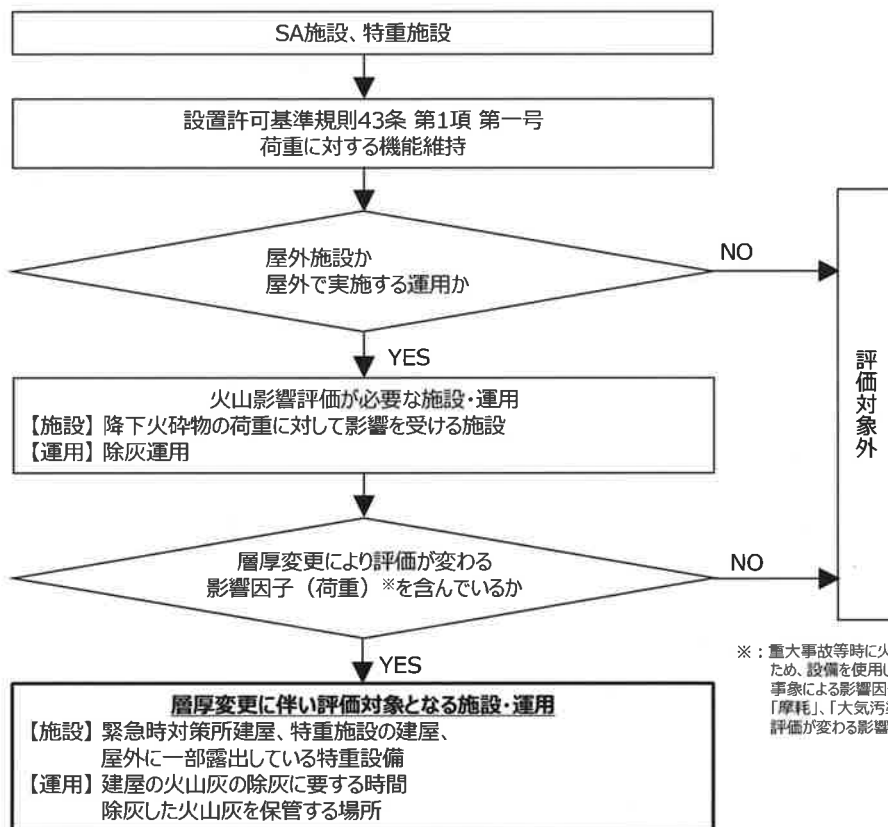 SA施設、特重施設
設置許可基準規則43条 第1項 第一号
荷重に対する機能維持
屋外施設か
屋外で実施する運用か
NO
YES
評価対象外
火山影響評価が必要な施設・運用
【施設】降下火砕物の荷重に対して影響を受ける施設
【運用】除灰運用
層厚変更により評価が変わる
影響因子（荷重）※を含んでいるか
NO
YES
※：重大事故等時に火
ため、設備を使用し
事象による影響因
「摩耗」、「大気汚
評価が変わる影響
層厚変更に伴い評価対象となる施設・運用
【施設】緊急時対策所建屋、特重施設の建屋、
屋外に一部露出している特重設備
【運用】建屋の火山灰の除灰に要する時間
除灰した火山灰を保管する場所